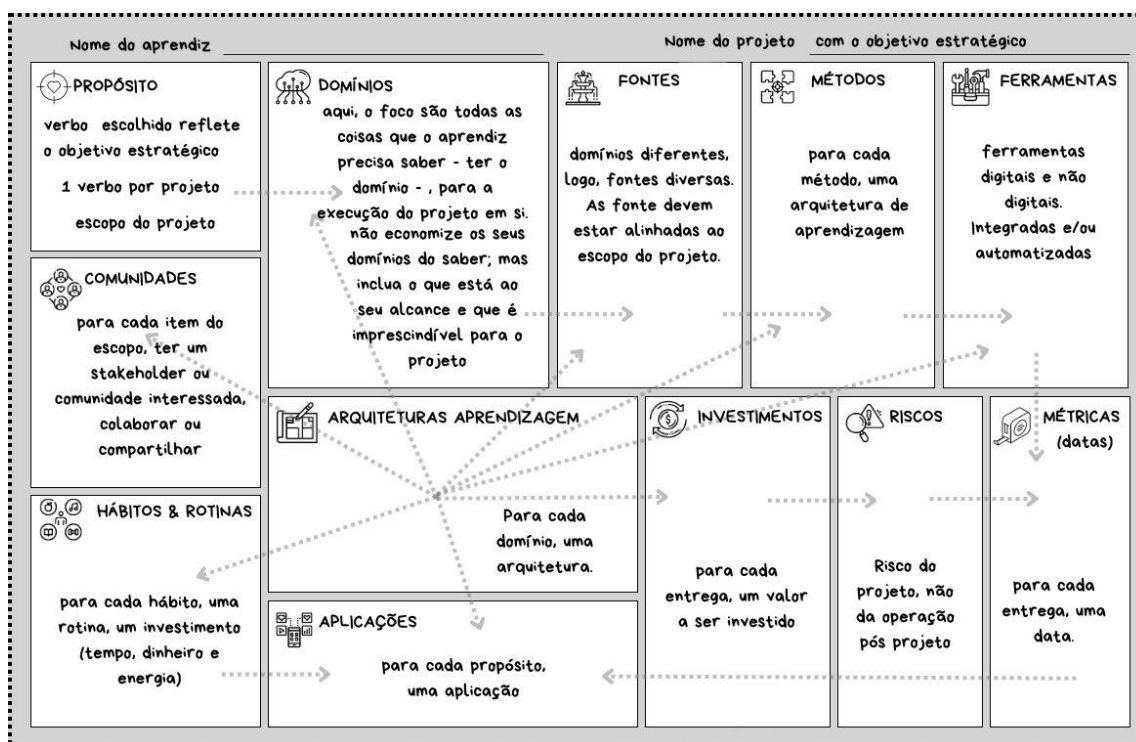 Nome do aprendiz
Nome do projeto com o objetivo estratégico
PROPÓSITO
verbo escolhido reflete
o objetivo estratégico
1 verbo por projeto
escopo do projeto
DOMÍNIOS
aqui, o foco são todas as
coisas que o aprendiz
precisa saber - ter o
domínio - , para a
execução do projeto em si.
não economize os seus
domínios do saber; mas
inclua o que está ao
seu alcance e que é
imprescindível para o
projeto
FONTES
domínios diferentes,
logo, fontes diversas.
As fonte devem
estar alinhadas ao
escopo do projeto.
MÉTODOS
para cada
método, uma
arquitetura de
aprendizagem
FERRAMENTAS
ferramentas
digitais e não
digitais.
Integradas e/ou
automatizadas
COMUNIDADES
para cada item do
escopo, ter um
stakeholder ou
comunidade interessada,
colaborar ou
compartilhar
ARQUITETURAS APRENDIZAGEM
Para cada
domínio, uma
arquitetura.
INVESTIMENTOS
para cada
entrega, um valor
a ser investido
RISCOS
Risco do
projeto, não
da operação
pós projeto
MÉTRICAS
(datas)
para cada
entrega, uma
data.
HÁBITOS & ROTINAS
para cada hábito, uma
rotina, um investimento
(tempo, dinheiro e
energia)
APLICAÇÕES
para cada propósito,
uma aplicação